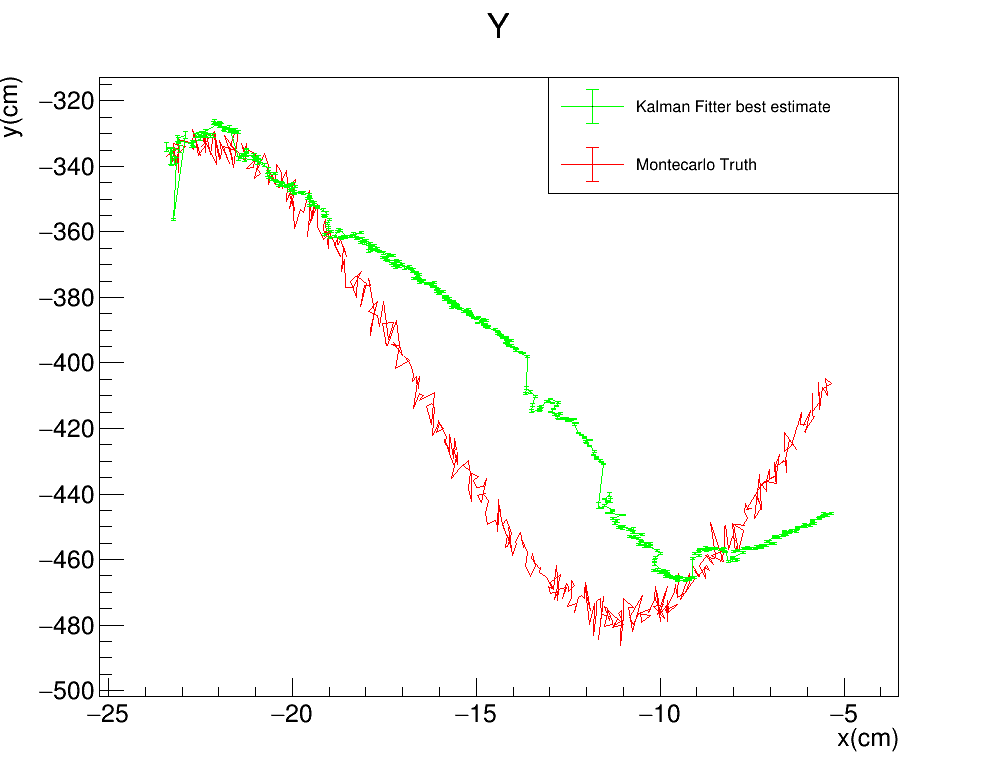 Y
y(cm)
Kalman Fitter best estimate
Montecarlo Truth
−320
−340
−360
−380
−400
−420
−440
−460
−480
−500
−25 −20 −15 −10 −5
x(cm)